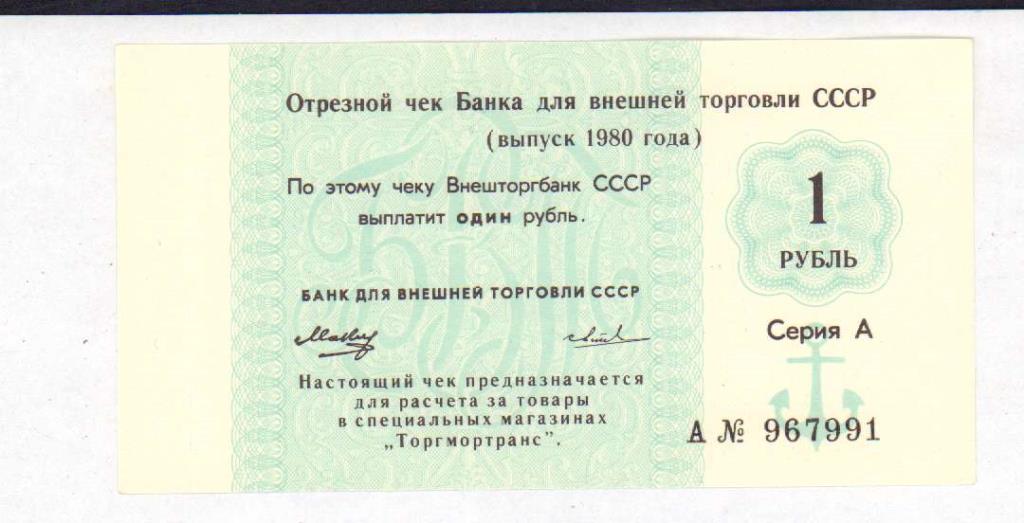 Отрезной чек Банка для внешней торговли СССР
(выпуск 1980 года)
По этому чеку Внешторгбанк СССР
выплатит один рубль.
1
РУБЛЬ
БАНК ДЛЯ ВНЕШНЕЙ ТОРГОВЛИ СССР
Серия А
Настоящий чек предназначается
для расчета за товары
в специальных магазинах
„Торгмортранс".
А № 967991